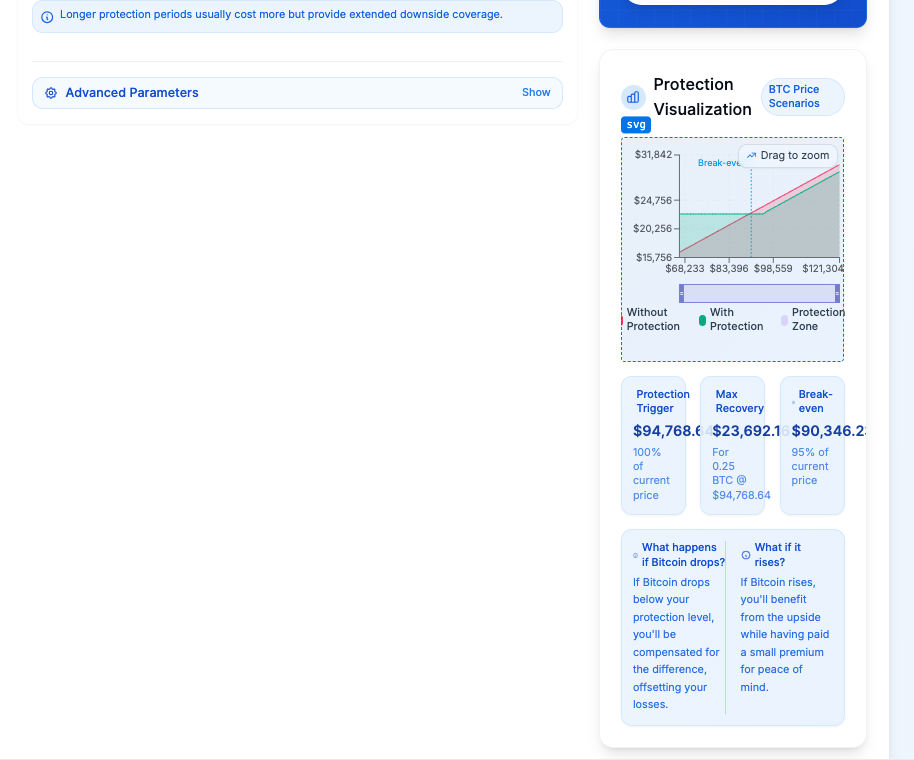 Longer protection periods usually cost more but provide extended downside coverage.
Advanced Parameters
Show
Protection
Visualization
BTC Price
Scenarios
svg
$31,842
$24,756
$20,256
$15,756
Drag to zoom
$68,233 $83,396 $98,559 $121,304
Without
Protection
With
Protection
Protection
Zone
Protection
Trigger
$94,768.64
100%
of
current
price
Max
Recovery
$23,692.16
For
0.25
BTC @
$94,768.64
Break-
even
$90,346.2
95% of
current
price
What happens
if Bitcoin drops?
If Bitcoin drops
below your
protection level,
you'll be
compensated for
the difference,
offsetting your
losses.
What if it
rises?
If Bitcoin rises,
you'll benefit
from the upside
while having paid
a small premium
for peace of
mind.